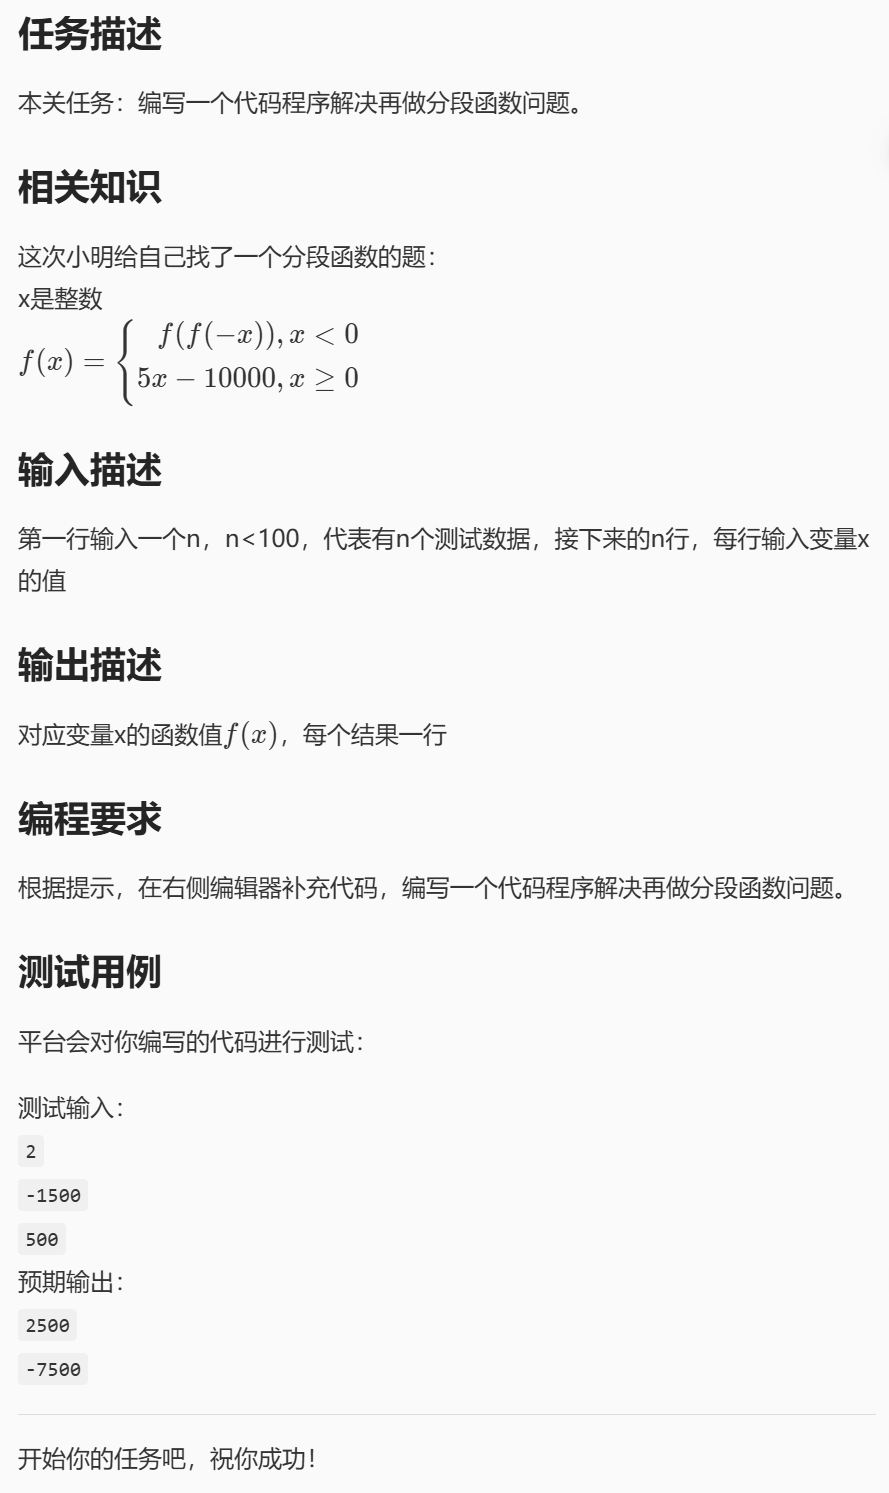 任务描述
本关任务：编写一个代码程序解决再做分段函数问题。
相关知识
这次小明给自己找了一个分段函数的题：
x是整数
f(x) = { f(f(−x)), x < 0
5x − 10000, x ≥ 0
输入描述
第一行输入一个n，n<100，代表有n个测试数据，接下来的n行，每行输入变量x
的值
输出描述
对应变量x的函数值f(x)，每个结果一行
编程要求
根据提示，在右侧编辑器补充代码，编写一个代码程序解决再做分段函数问题。
测试用例
平台会对你编写的代码进行测试：
测试输入：
2
-1500
500
预期输出：
2500
-7500
开始你的任务吧，祝你成功！